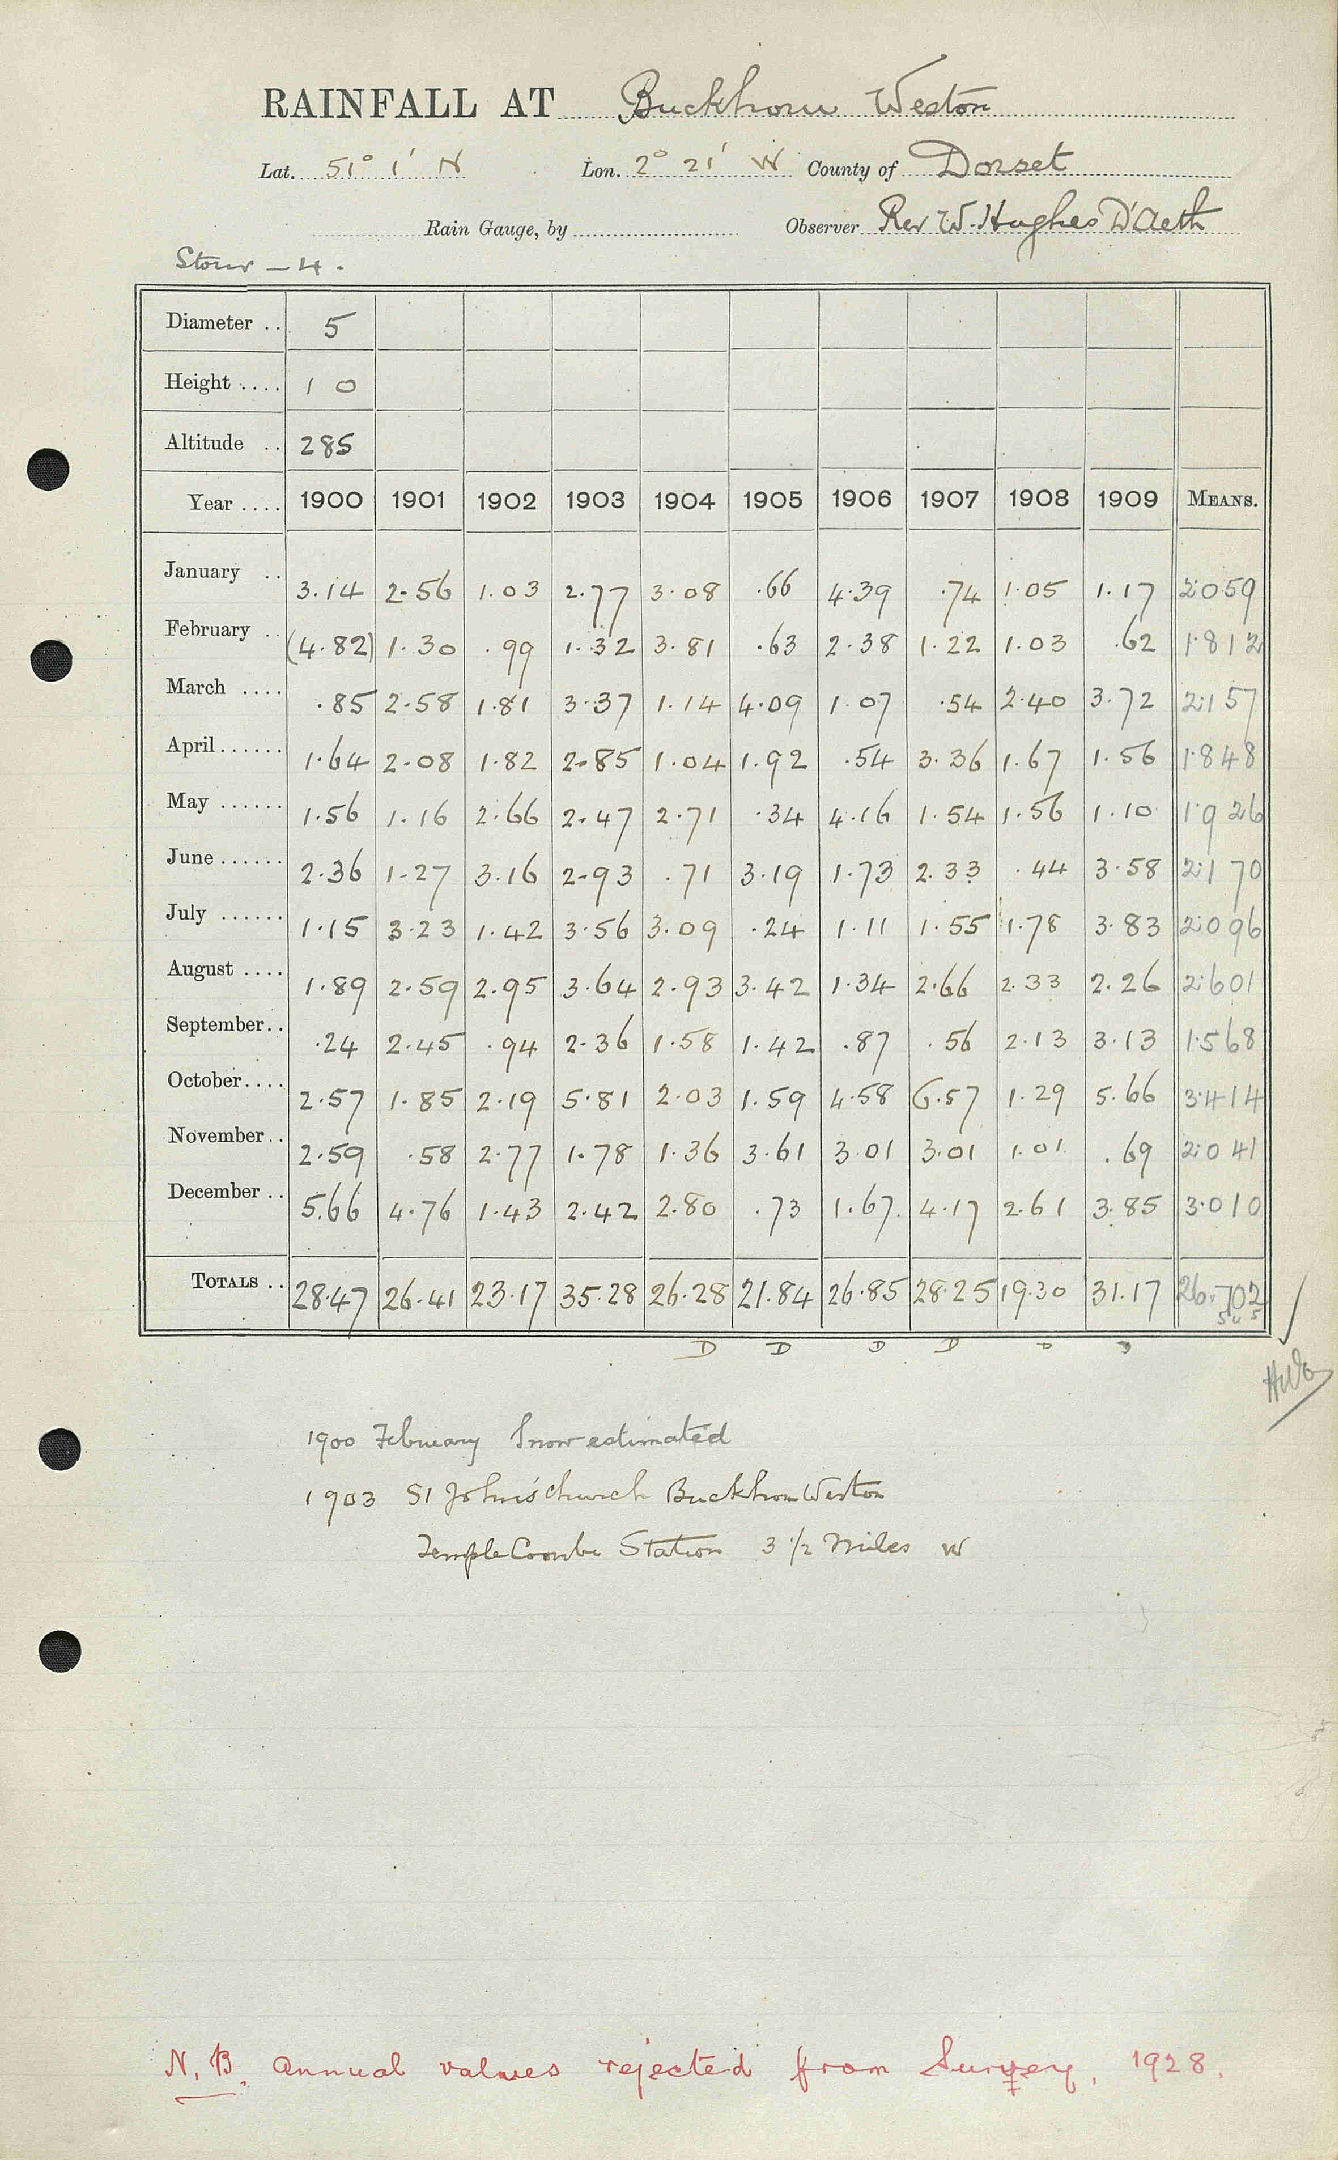 RAINFALL AT Buckhorn Weston
Lat. 51° 1' N Lon. 2° 21' W County of Dorset
Rain Gauge, by Observer Rev W. Hughes D'Aeth
Stour - 4.
Diameter .. 5
Height .... 10
Altitude .. 285
Year .... 1900 1901 1902 1903 1904 1905 1906 1907 1908 1909 MEANS.
January .. 3.14 2.56 1.03 2.77 3.08 .66 4.39 .74 1.05 1.17 2.059
February .. (4.82) 1.30 .99 1.32 3.81 .63 2.38 1.22 1.03 .62 1.812
March .... .85 2.58 1.81 3.37 1.14 4.09 1.07 .54 2.40 3.72 2.157
April ...... 1.64 2.08 1.82 2.85 1.04 1.92 .54 3.36 1.67 1.56 1.848
May ...... 1.56 1.16 2.66 2.47 2.71 .34 4.16 1.54 1.56 1.10 1.926
June ...... 2.36 1.27 3.16 2.93 .71 3.19 1.73 2.33 .44 3.58 2.170
July ...... 1.15 3.23 1.42 3.56 3.09 .24 1.11 1.55 1.78 3.83 2.096
August .... 1.89 2.59 2.95 3.64 2.93 3.42 1.34 2.66 2.33 2.26 2.601
September .. .24 2.45 .94 2.36 1.58 1.42 .87 .56 2.13 3.13 1.568
October .... 2.57 1.85 2.19 5.81 2.03 1.59 4.58 6.57 1.29 5.66 3.414
November .. 2.59 .58 2.77 1.78 1.36 3.61 3.01 3.01 1.01 .69 2.041
December .. 5.66 4.76 1.43 2.42 2.80 .73 1.67 4.17 2.61 3.85 3.010
TOTALS .. 28.47 26.41 23.17 35.28 26.28 21.84 26.85 28.25 19.30 31.17 26.702
D D D D D D
1900 February Snow estimated
1903 St John's Church Buckhorn Weston
Temple Coombe Station 3 1/2 Miles W
N.B. Annual values rejected from Survey, 1928.